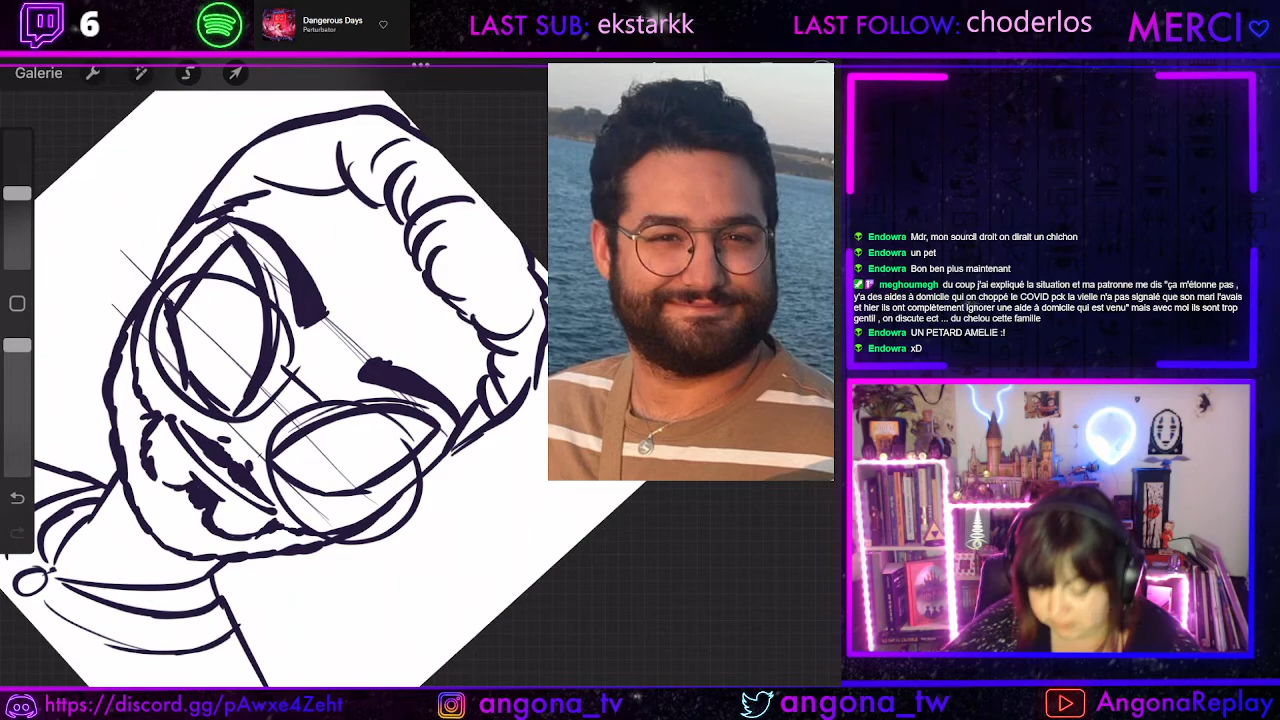 6
Dangerous Days
Perturbator
LAST SUB: ekstarkk
LAST FOLLOW: choderlos
MERCI
Galerie
Endowra Mdr, mon sourcil droit on dirait un chichon
Endowra un pet
Endowra Bon ben plus maintenant
meghoumegh du coup j'ai expliqué la situation et ma patronne me dis "ça m'étonne pas ,
y'a des aides à domicile qui on choppé le COVID pck la vielle n'a pas signalé que son mari l'avais
et hier ils ont complètement ignorer une aide à domicile qui est venu" mais avec moi ils sont trop
gentil , on discute ect ... du chelou cette famille
Endowra UN PETARD AMELIE :!
Endowra xD
https://discord.gg/pAwxe4Zeht
angona_tv
angona_tw
AngonaReplay